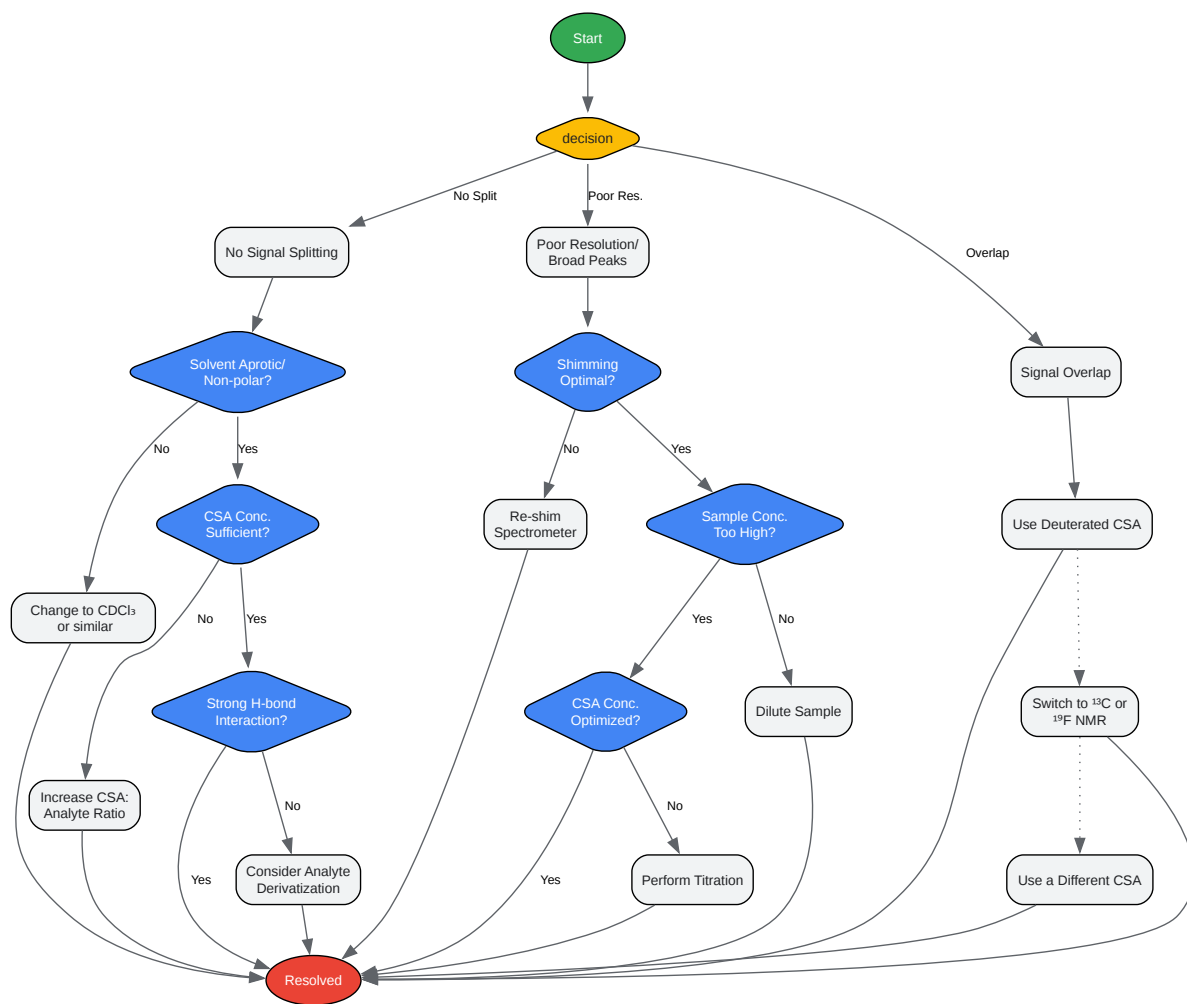 Start
decision
No Split
Poor Res.
Overlap
No Signal Splitting
Poor Resolution/
Broad Peaks
Solvent Aprotic/
Non-polar?
Shimming
Optimal?
Signal Overlap
No
Yes
No
Yes
CSA Conc.
Sufficient?
Re-shim
Spectrometer
Sample Conc.
Too High?
Use Deuterated CSA
Change to CDCl₃
or similar
No
Yes
Yes
No
Strong H-bond
Interaction?
CSA Conc.
Optimized?
Dilute Sample
Switch to ¹³C or
¹⁹F NMR
Increase CSA:
Analyte Ratio
No
No
Yes
Consider Analyte
Derivatization
Yes
Perform Titration
Use a Different CSA
Resolved